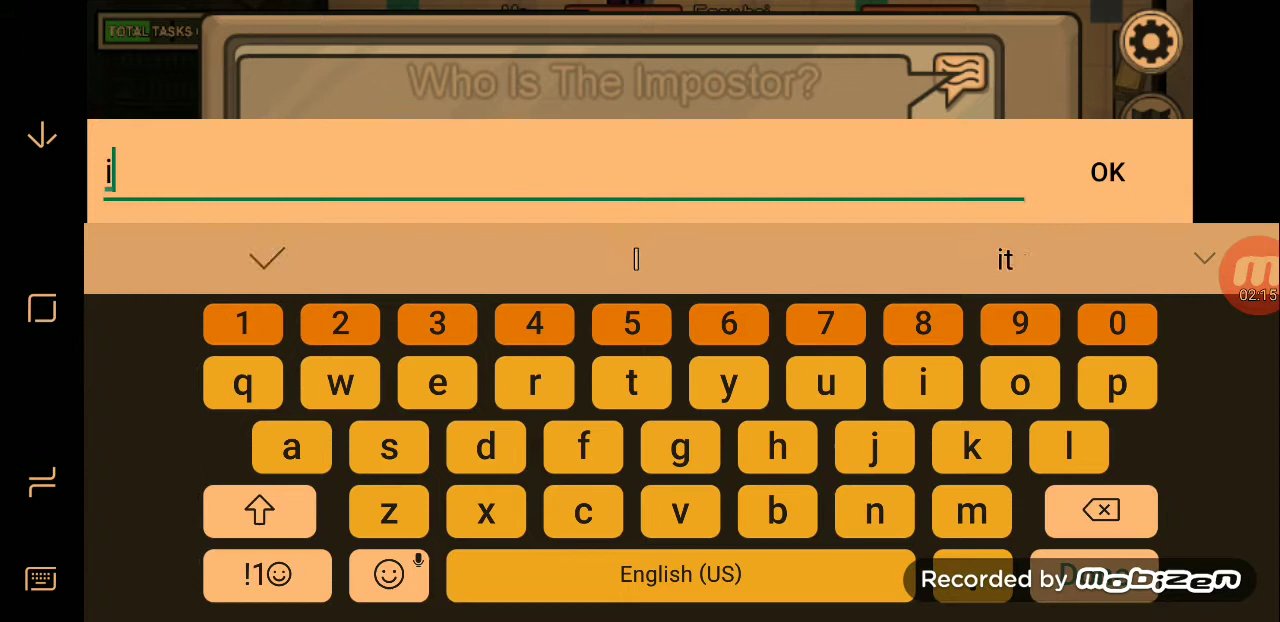 TOTAL TASKS
Who Is The Impostor?
i
OK
I
it
02:15
1 2 3 4 5 6 7 8 9 0
q w e r t y u i o p
a s d f g h j k l
z x c v b n m
!1☺
English (US)
Recorded by mobizen